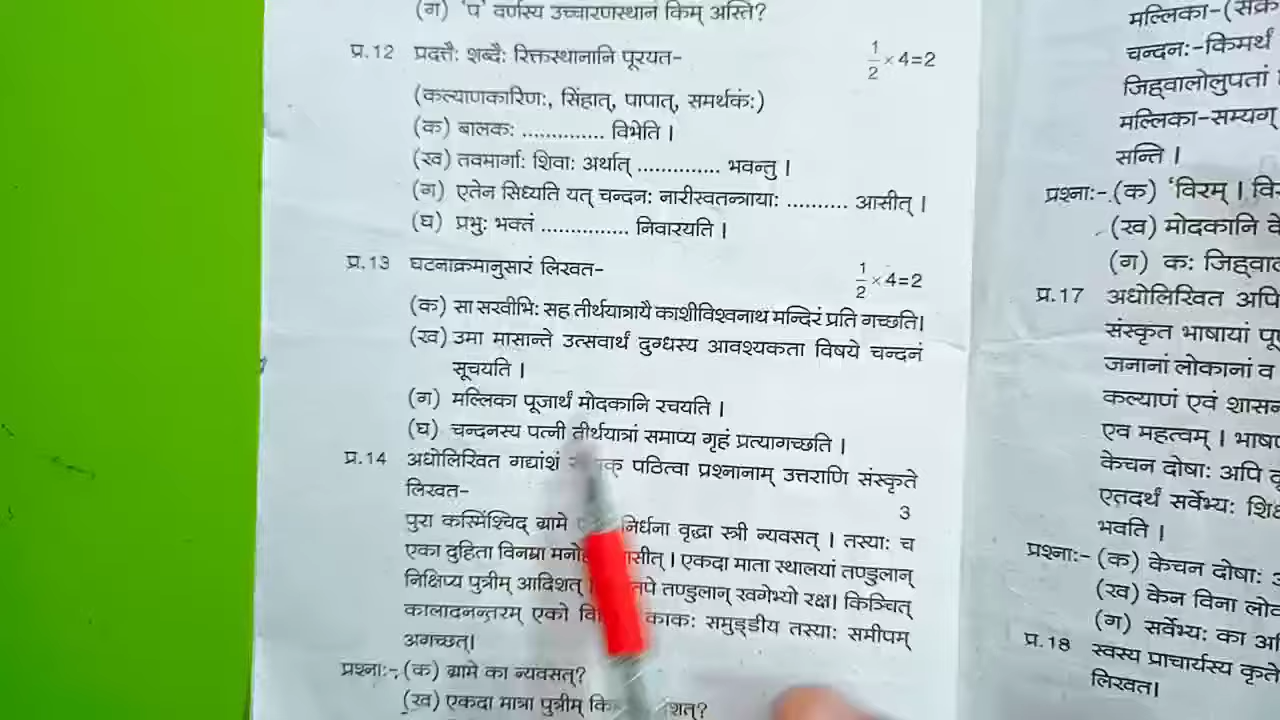 (ग) 'प' वर्णस्य उच्चारणस्थानं किम् अस्ति?
प्र.12 प्रदत्तैः शब्दैः रिक्तस्थानानि पूरयत- 1/2 × 4=2
(कल्याणकारिणः, सिंहात्, पापात्, समर्थकः)
(क) बालकः .............. विभेति ।
(ख) तवमार्गाः शिवाः अर्थात् .............. भवन्तु ।
(ग) एतेन सिध्यति यत् चन्दनः नारीस्वतन्त्रायाः .......... आसीत् ।
(घ) प्रभुः भक्तं ............... निवारयति ।
प्र.13 घटनाक्रमानुसारं लिखत- 1/2 × 4=2
(क) सा सखीभिः सह तीर्थयात्रायै काशीविश्वनाथ मन्दिरं प्रति गच्छति।
(ख) उमा मासान्ते उत्सवार्थं दुग्धस्य आवश्यकता विषये चन्दनं
सूचयति ।
(ग) मल्लिका पूजार्थं मोदकानि रचयति ।
(घ) चन्दनस्य पत्नी तीर्थयात्रां समाप्य गृहं प्रत्यागच्छति ।
प्र.14 अधोलिखित गद्यांशं पठित्वा प्रश्नानाम् उत्तराणि संस्कृते
लिखत- 3
पुरा कस्मिंश्चिद् ग्रामे निर्धना वृद्धा स्त्री न्यवसत् । तस्याः च
एका दुहिता विनम्रा । एकदा माता स्थालयां तण्डुलान्
निक्षिप्य पुत्रीम् आदिशत् तण्डुलान् खगेभ्यो रक्ष। किञ्चित्
कालादनन्तरम् एको काकः समुड्डीय तस्याः समीपम्
अगच्छत्।
प्रश्नाः- (क) ग्रामे का न्यवसत्?
(ख) एकदा मात्रा पुत्रीम्
मल्लिका-
चन्दनः-किमर्थं
जिह्वालोलुपतां
मल्लिका-सम्यग्
सन्ति ।
प्रश्नाः- (क) 'विरम् ।
(ख) मोदकानि
(ग) कः
प्र.17 अधोलिखित
संस्कृत भाषायां
जनानां लोकानां
कल्याणं एवं
एव महत्वम् ।
केचन दोषाः अपि
एतदर्थं सर्वेभ्यः
भवति ।
प्रश्नाः- (क) केचन दोषाः
(ख) केन विना
(ग) सर्वेभ्यः का
प्र.18 स्वस्य प्राचार्यस्य कृते
लिखत।